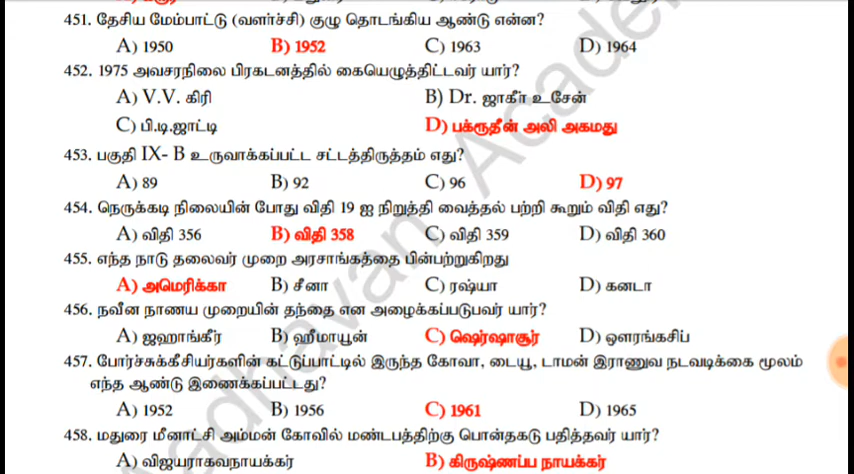 451. தேசிய மேம்பாட்டு (வளர்ச்சி) குழு தொடங்கிய ஆண்டு என்ன?
A) 1950 B) 1952 C) 1963 D) 1964
452. 1975 அவசரநிலை பிரகடனத்தில் கையெழுத்திட்டவர் யார்?
A) V.V. கிரி B) Dr. ஜாகீர் உசேன்
C) பி.டி.ஜாட்டி D) பக்ரூதீன் அலி அகமது
453. பகுதி IX- B உருவாக்கப்பட்ட சட்டத்திருத்தம் எது?
A) 89 B) 92 C) 96 D) 97
454. நெருக்கடி நிலையின் போது விதி 19 ஐ நிறுத்தி வைத்தல் பற்றி கூறும் விதி எது?
A) விதி 356 B) விதி 358 C) விதி 359 D) விதி 360
455. எந்த நாடு தலைவர் முறை அரசாங்கத்தை பின்பற்றுகிறது
A) அமெரிக்கா B) சீனா C) ரஷ்யா D) கனடா
456. நவீன நாணய முறையின் தந்தை என அழைக்கப்படுபவர் யார்?
A) ஜஹாங்கீர் B) ஹீமாயூன் C) ஷெர்ஷாசூர் D) ஔரங்கசிப்
457. போர்ச்சுக்கீசியர்களின் கட்டுப்பாட்டில் இருந்த கோவா, டையூ, டாமன் இராணுவ நடவடிக்கை மூலம்
எந்த ஆண்டு இணைக்கப்பட்டது?
A) 1952 B) 1956 C) 1961 D) 1965
458. மதுரை மீனாட்சி அம்மன் கோவில் மண்டபத்திற்கு பொன்தகடு பதித்தவர் யார்?
A) விஜயராகவநாயக்கர் B) கிருஷ்ணப்ப நாயக்கர்